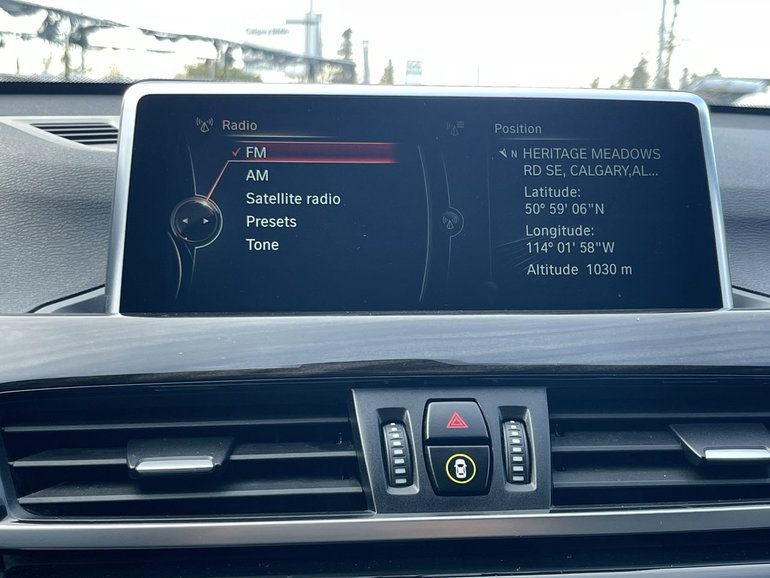 Radio
FM
AM
Satellite radio
Presets
Tone
Position
N HERITAGE MEADOWS
RD SE, CALGARY,AL...
Latitude:
50° 59' 06"N
Longitude:
114° 01' 58"W
Altitude 1030 m